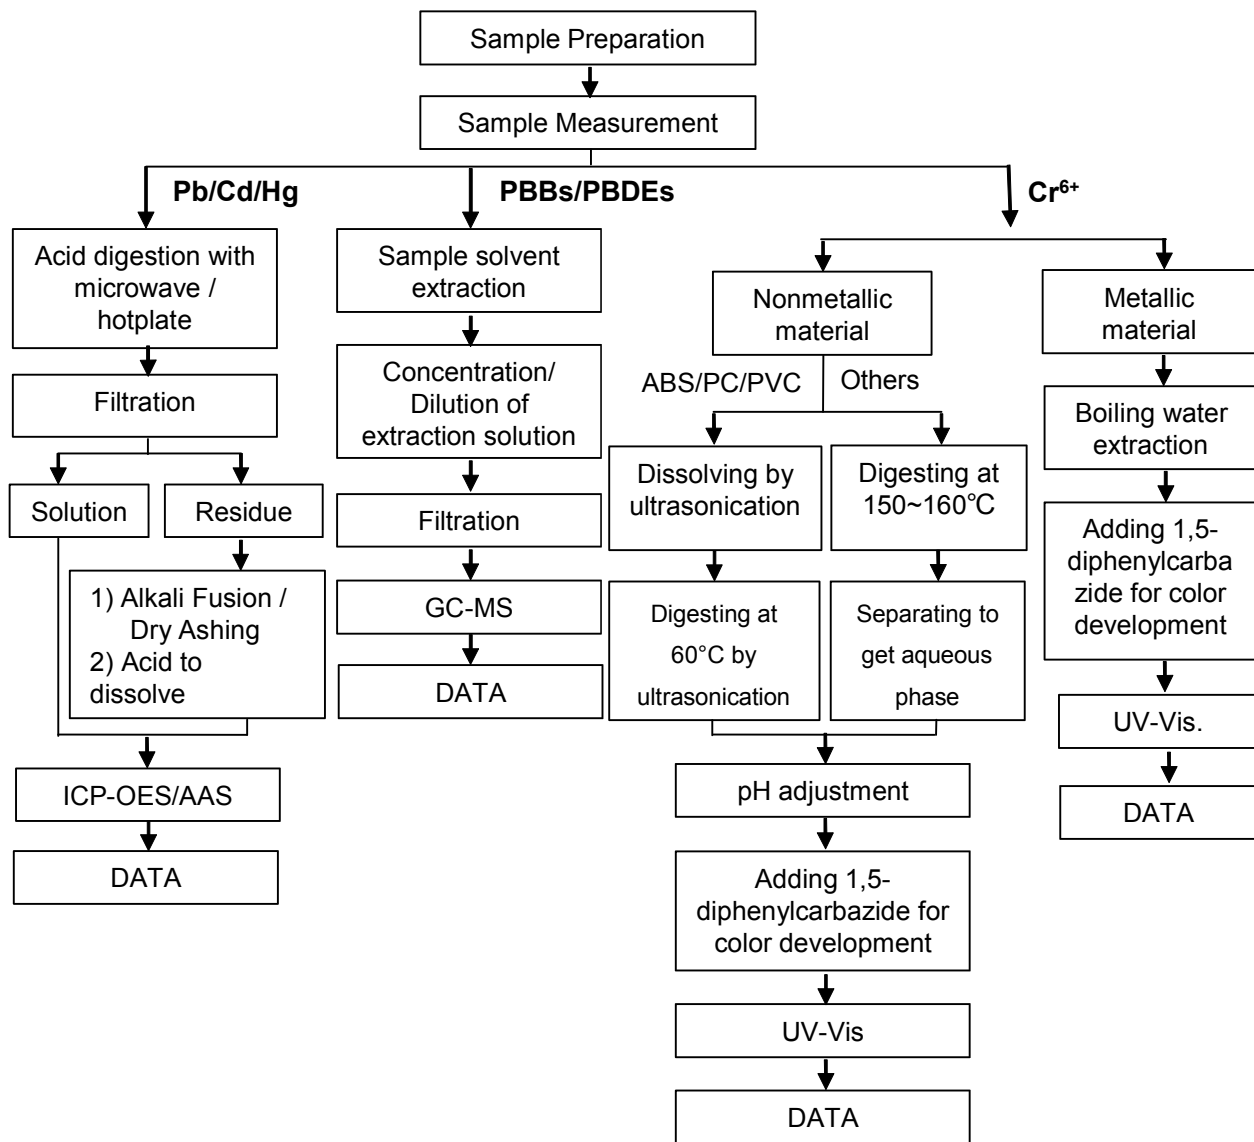 Sample Preparation
Sample Measurement
Pb/Cd/Hg
PBBs/PBDEs
Cr⁶⁺
Acid digestion with
microwave /
hotplate
Filtration
Solution
Residue
1) Alkali Fusion /
Dry Ashing
2) Acid to
dissolve
ICP-OES/AAS
DATA
Sample solvent
extraction
Concentration/
Dilution of
extraction solution
Filtration
GC-MS
DATA
Nonmetallic
material
ABS/PC/PVC
Others
Dissolving by
ultrasonication
Digesting at
60°C by
ultrasonication
Digesting at
150~160℃
Separating to
get aqueous
phase
pH adjustment
Adding 1,5-
diphenylcarbazide for
color development
UV-Vis
DATA
Metallic
material
Boiling water
extraction
Adding 1,5-
diphenylcarba
zide for color
development
UV-Vis.
DATA